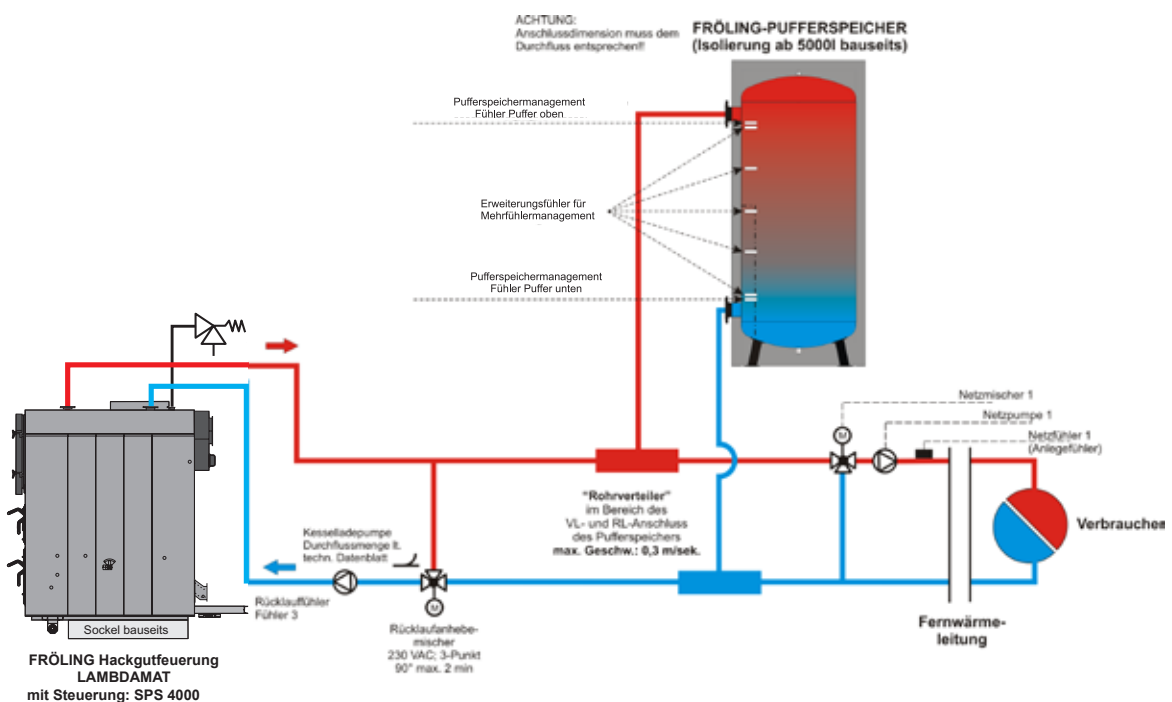 ACHTUNG:
Anschlussdimension muss dem
Durchfluss entsprechen!!!
FRÖLING-PUFFERSPEICHER
(Isolierung ab 5000l bauseits)
Pufferspeichermanagement
Fühler Puffer oben
Erweiterungsfühler für
Mehrfühlermanagement
Pufferspeichermanagement
Fühler Puffer unten
Netzmischer 1
Netzpumpe 1
Netzfühler 1
(Anlegefühler)
M
"Rohrverteiler"
im Bereich des
VL- und RL-Anschluss
des Pufferspeichers
max. Geschw.: 0,3 m/sek.
Verbraucher
Kesselladepumpe
Durchflussmenge lt.
techn. Datenblatt
Rücklauffühler
Fühler 3
M
Rücklaufanhebe-
mischer
230 VAC; 3-Punkt
90° max. 2 min
Fernwärme-
leitung
Sockel bauseits
FRÖLING Hackgutfeuerung
LAMBDAMAT
mit Steuerung: SPS 4000